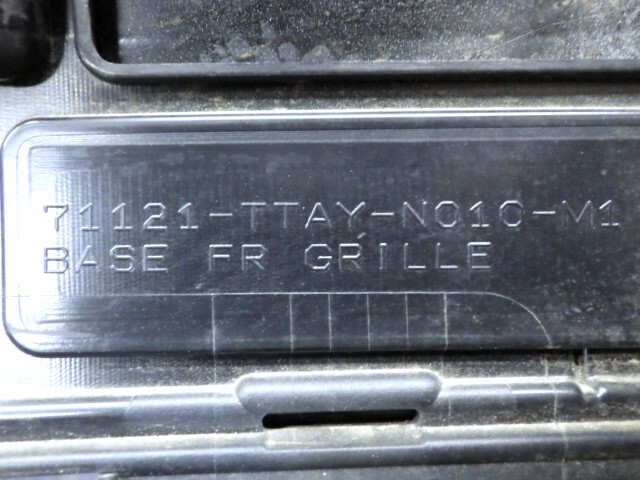 71121-TTAY-N010-M1
BASE FR GRILLE